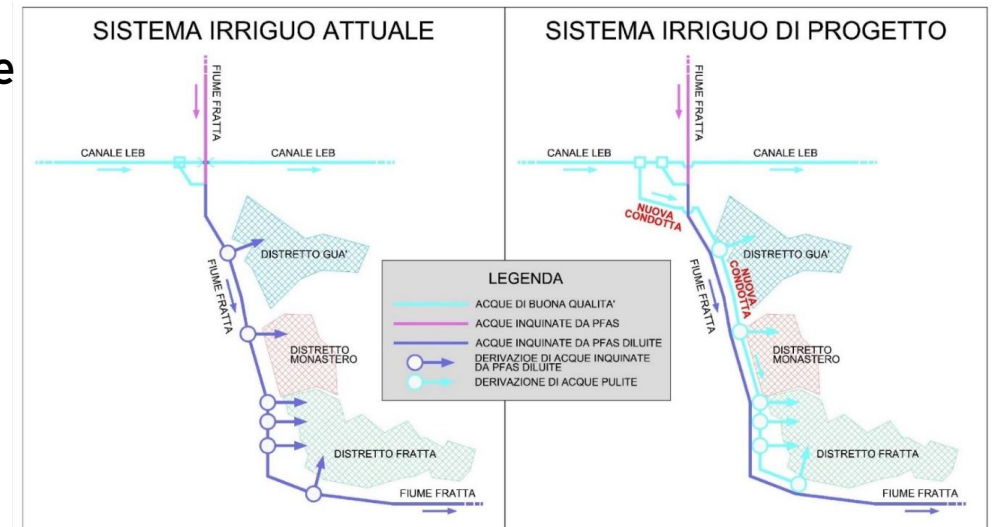 e
SISTEMA IRRIGUO ATTUALE
FIUME FRATTA
CANALE LEB
CANALE LEB
DISTRETTO GUA'
FIUME FRATTA
DISTRETTO
MONASTERO
DISTRETTO FRATTA
FIUME FRATTA
SISTEMA IRRIGUO DI PROGETTO
FIUME FRATTA
CANALE LEB
CANALE LEB
NUOVA
CONDOTTA
DISTRETTO GUA'
NUOVA
CONDOTTA
FIUME FRATTA
DISTRETTO
MONASTERO
DISTRETTO FRATTA
FIUME FRATTA
LEGENDA
ACQUE DI BUONA QUALITA'
ACQUE INQUINATE DA PFAS
ACQUE INQUINATE DA PFAS DILUITE
DERIVAZIOE DI ACQUE INQUINATE
DA PFAS DILUITE
DERIVAZIONE DI ACQUE PULITE